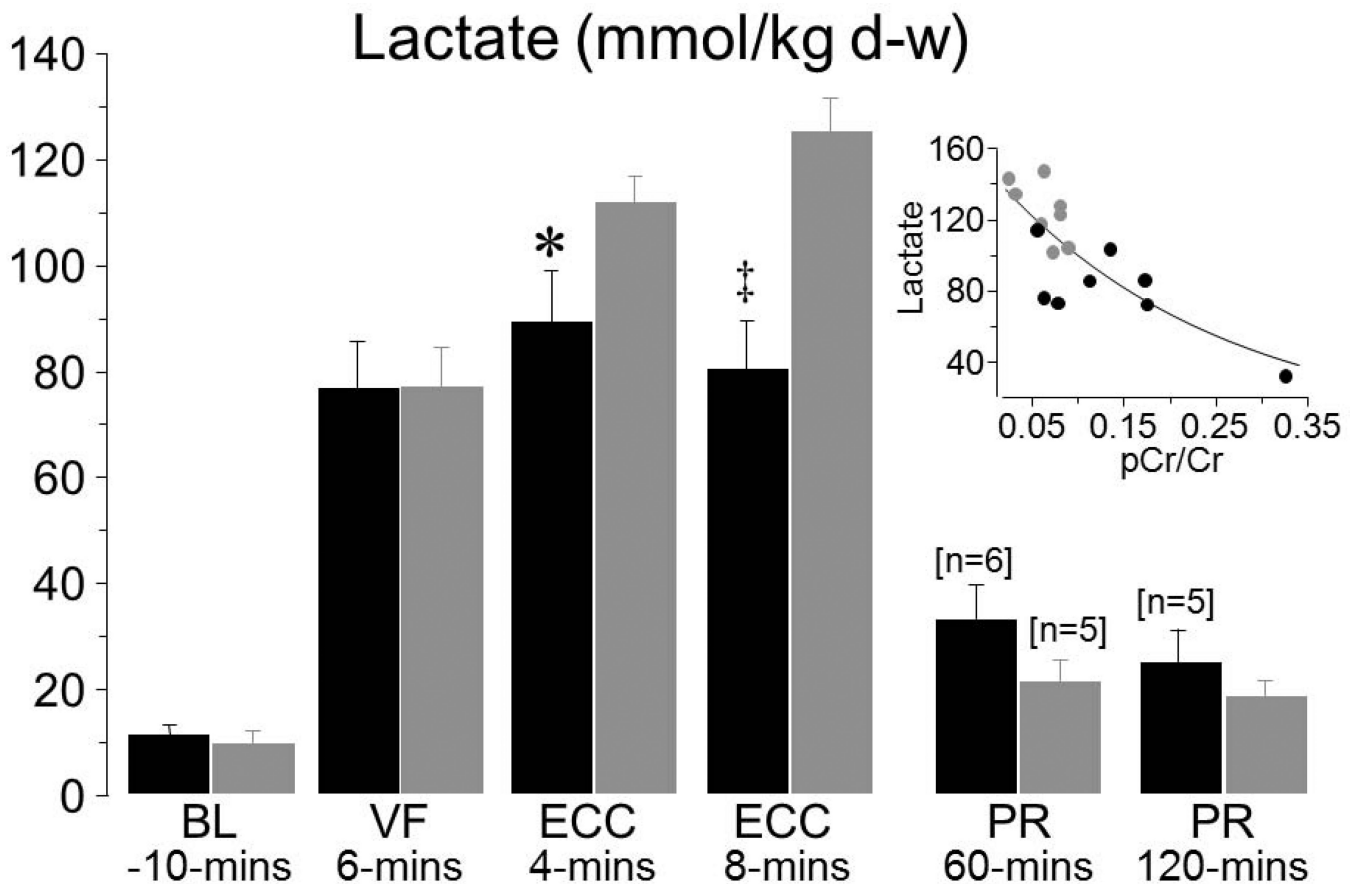 Lactate (mmol/kg d-w)
140
120
100
80
60
40
20
0
*
‡
[n=6]
[n=5]
[n=5]
BL
-10-mins
VF
6-mins
ECC
4-mins
ECC
8-mins
PR
60-mins
PR
120-mins
Lactate
160
120
80
40
0.05 0.15 0.25 0.35
pCr/Cr